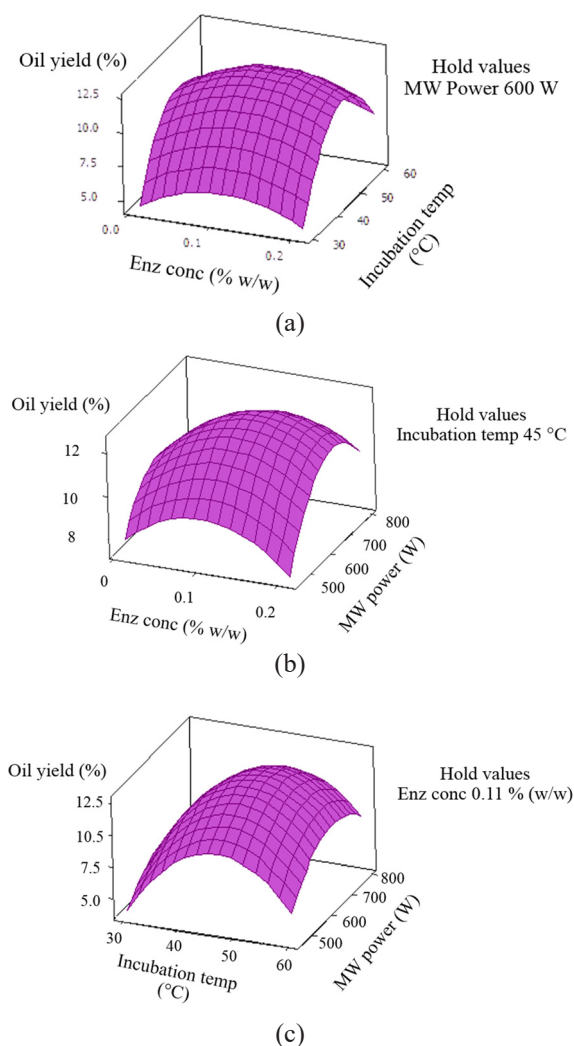 Oil yield (%)
Hold values
MW Power 600 W
12.5
10.0
7.5
5.0
0.0
0.1
0.2
30
40
50
60
Enz conc (% w/w)
Incubation temp
(°C)
(a)
Oil yield (%)
Hold values
Incubation temp 45 °C
12
10
8
0
0.1
0.2
500
600
700
800
Enz conc (% w/w)
MW power (W)
(b)
Oil yield (%)
Hold values
Enz conc 0.11 % (w/w)
12.5
10.5
7.5
5.0
30
40
50
60
500
600
700
800
Incubation temp
(°C)
MW power (W)
(c)